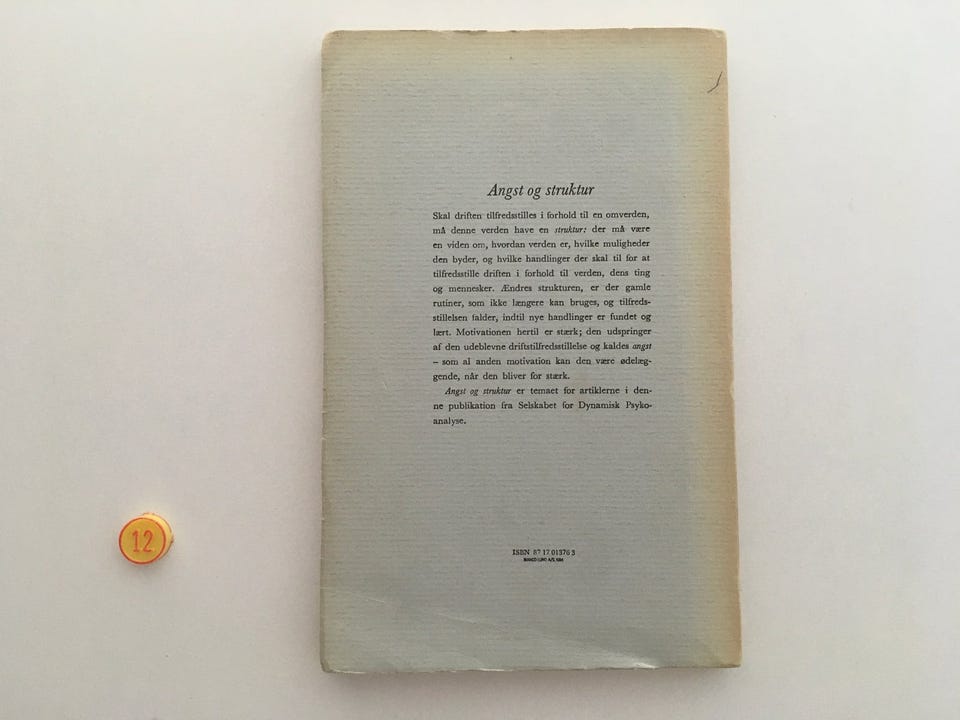 Angst og struktur
Skal driften tilfredsstilles i forhold til en omverden,
må denne verden have en struktur: der må være
en viden om, hvordan verden er, hvilke muligheder
den byder, og hvilke handlinger der skal til for at
tilfredsstille driften i forhold til verden, dens ting
og mennesker. Ændres strukturen, er der gamle
rutiner, som ikke længere kan bruges, og tilfreds-
stillelsen falder, indtil nye handlinger er fundet og
lært. Motivationen hertil er stærk; den udspringer
af den udeblevne driftstilfredsstillelse og kaldes angst
– som al anden motivation kan den være ødelæg-
gende, når den bliver for stærk.
Angst og struktur er temaet for artiklerne i den-
ne publikation fra Selskabet for Dynamisk Psyko-
analyse.
ISBN 87 17 01376 3
12